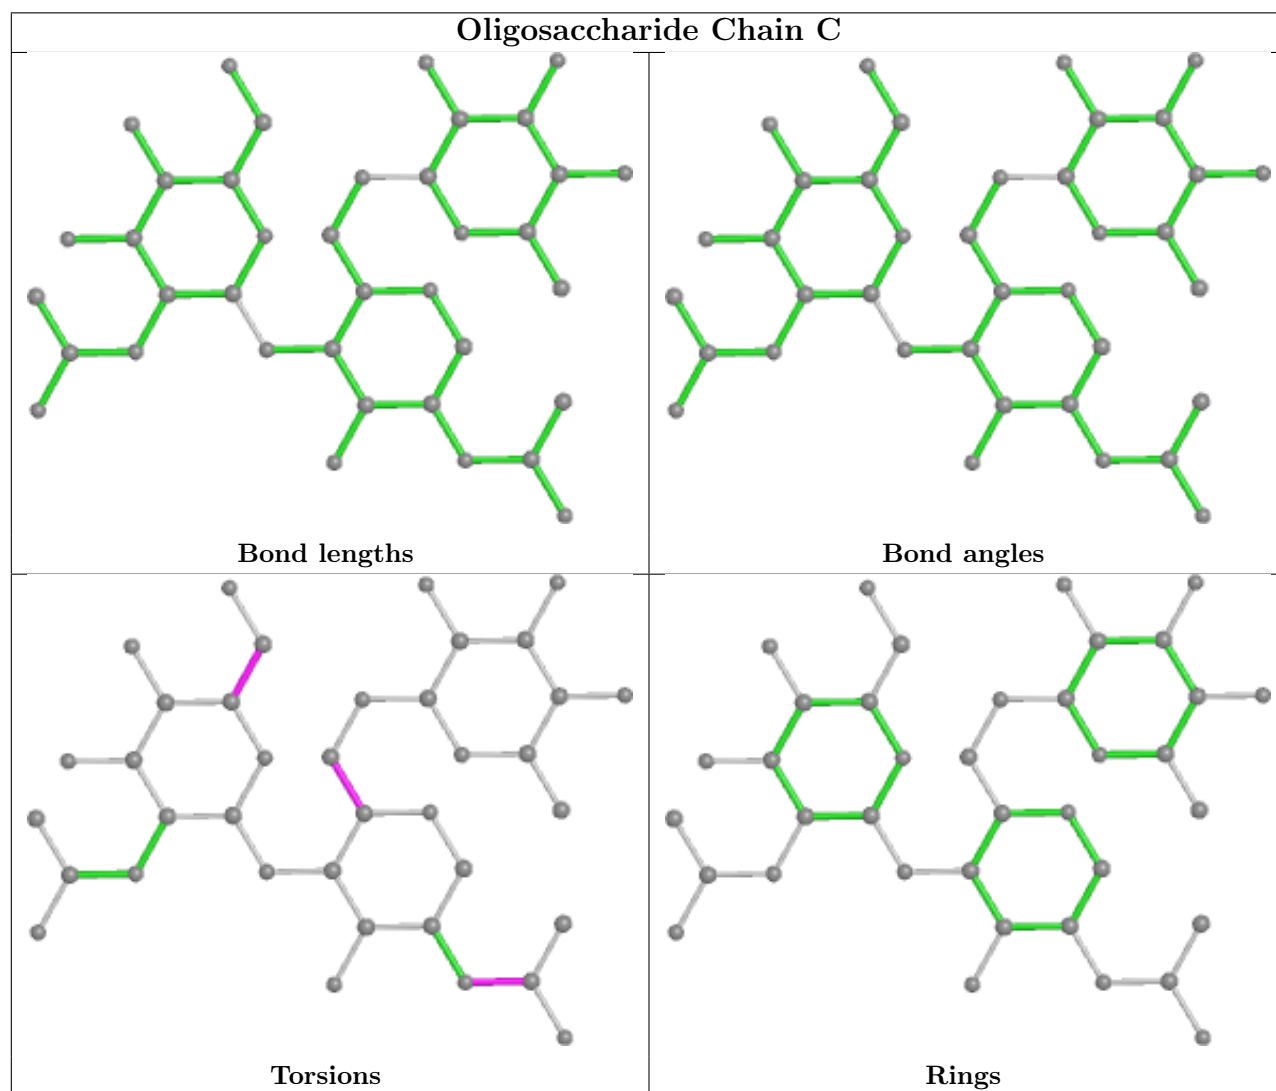 Oligosaccharide Chain C
Bond lengths
Bond angles
Torsions
Rings